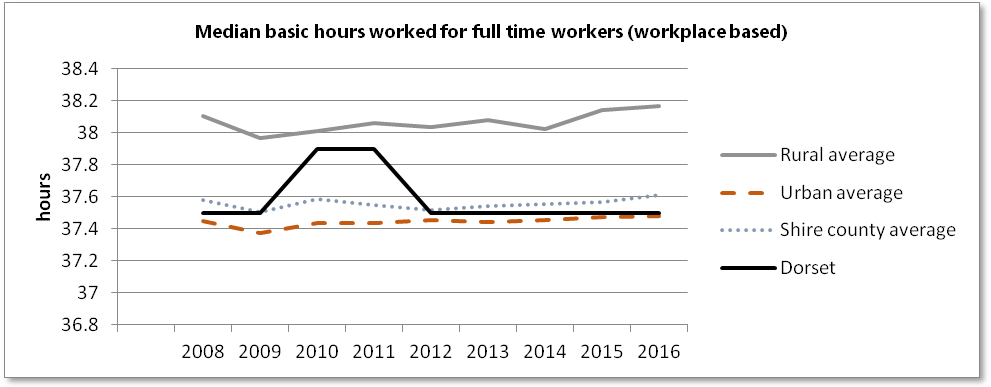 Median basic hours worked for full time workers (workplace based)
38.4
38.2
38
37.8
37.6
37.4
37.2
37
36.8
hours
2008 2009 2010 2011 2012 2013 2014 2015 2016
Rural average
Urban average
Shire county average
Dorset